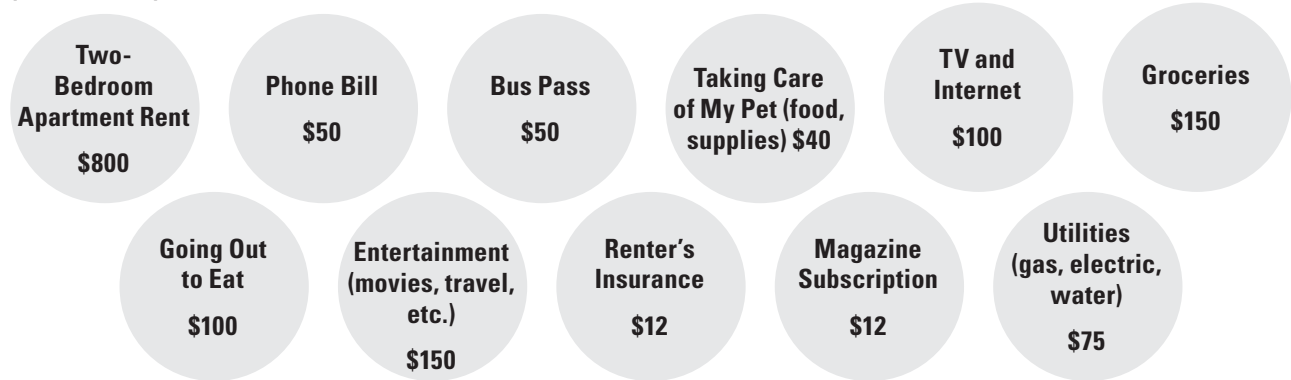 Two-
Bedroom
Apartment Rent
$800
Phone Bill
$50
Bus Pass
$50
Taking Care
of My Pet (food,
supplies) $40
TV and
Internet
$100
Groceries
$150
Going Out
to Eat
$100
Entertainment
(movies, travel,
etc.)
$150
Renter's
Insurance
$12
Magazine
Subscription
$12
Utilities
(gas, electric,
water)
$75